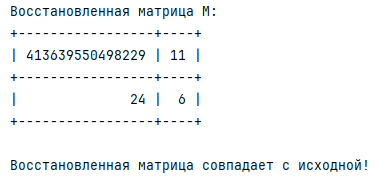 Восстановленная матрица M:
+-----------------+----+
| 413639550498229 | 11 |
+-----------------+----+
|              24 |  6 |
+-----------------+----+
Восстановленная матрица совпадает с исходной!